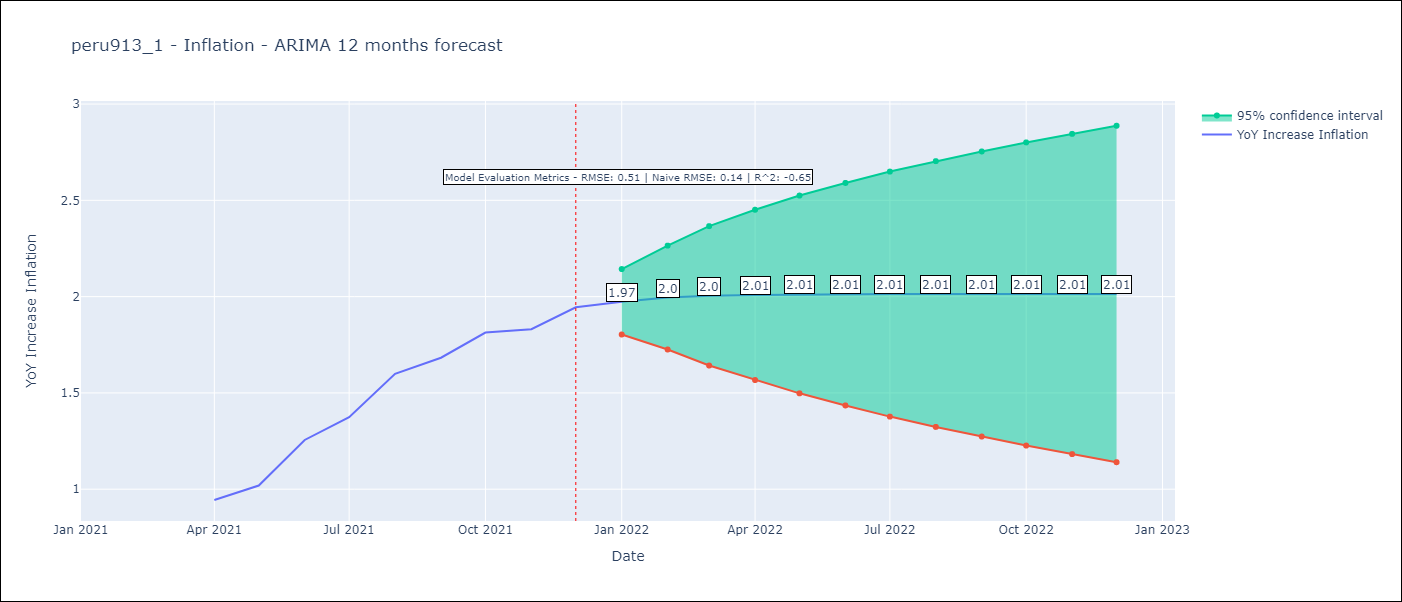 peru913_1 - Inflation - ARIMA 12 months forecast
95% confidence interval
YoY Increase Inflation
Model Evaluation Metrics - RMSE: 0.51 | Naive RMSE: 0.14 | R^2: -0.65
YoY Increase Inflation
3
2.5
2
1.5
1
1.97
2.0
2.0
2.01
2.01
2.01
2.01
2.01
2.01
2.01
2.01
2.01
Jan 2021
Apr 2021
Jul 2021
Oct 2021
Jan 2022
Apr 2022
Jul 2022
Oct 2022
Jan 2023
Date